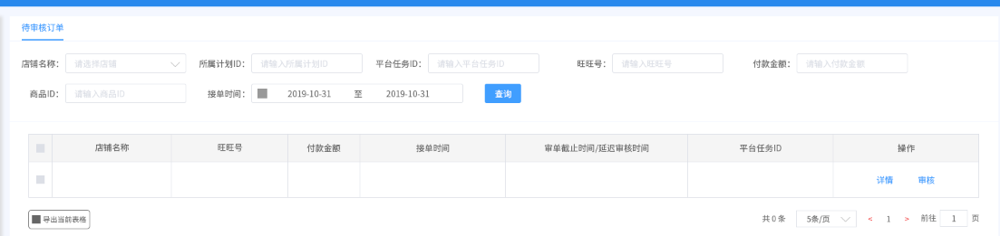 待审核订单
店铺名称： 请选择店铺 所属计划ID： 请输入所属计划ID 平台任务ID： 请输入平台任务ID 旺旺号： 请输入旺旺号 付款金额： 请输入付款金额
商品ID： 请输入商品ID 接单时间： 2019-10-31 至 2019-10-31 查询
店铺名称 旺旺号 付款金额 接单时间 审单截止时间/延迟审核时间 平台任务ID 操作
详情 审核
导出当前表格 共 0 条 5条/页 < 1 > 前往 1 页